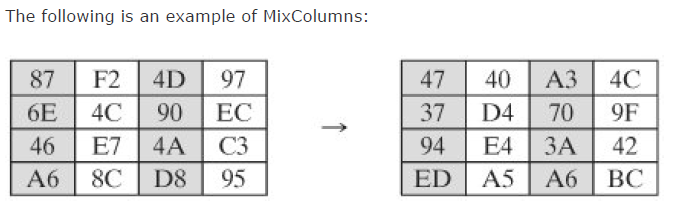 The following is an example of MixColumns:
87 F2 4D 97 47 40 A3 4C
6E 4C 90 EC 37 D4 70 9F
→
46 E7 4A C3 94 E4 3A 42
A6 8C D8 95 ED A5 A6 BC